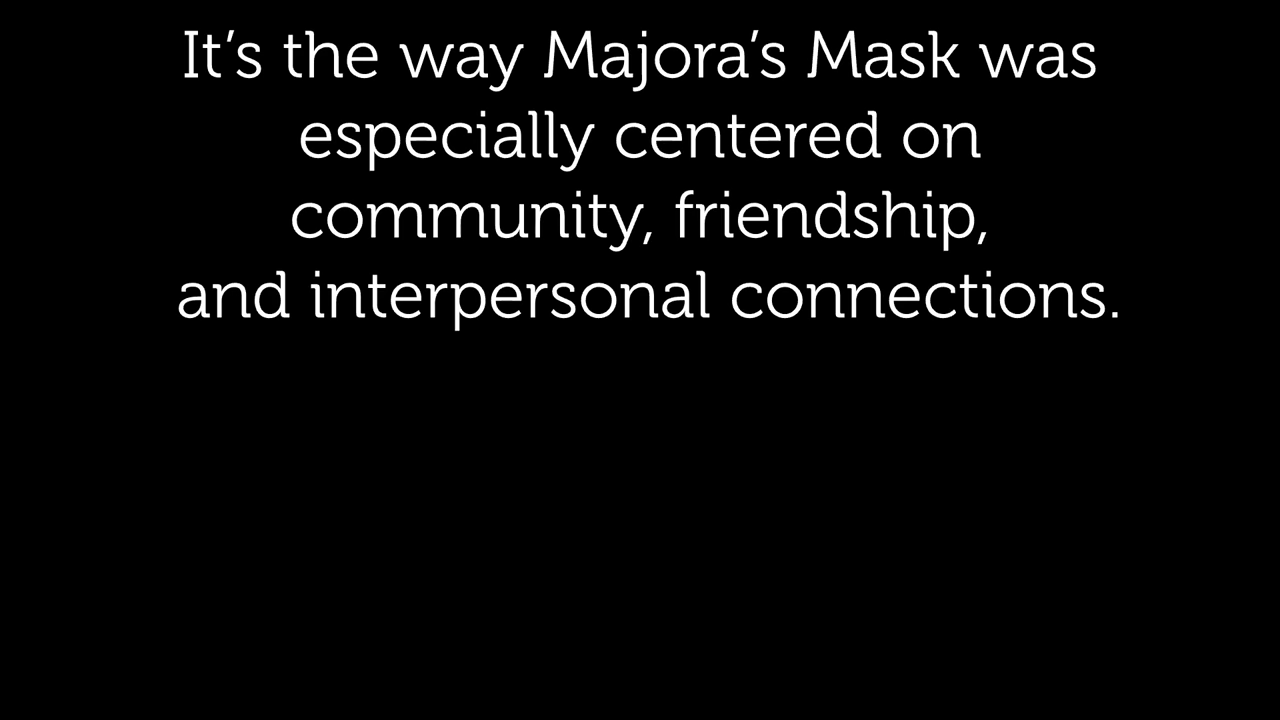 It’s the way Majora’s Mask was
especially centered on
community, friendship,
and interpersonal connections.